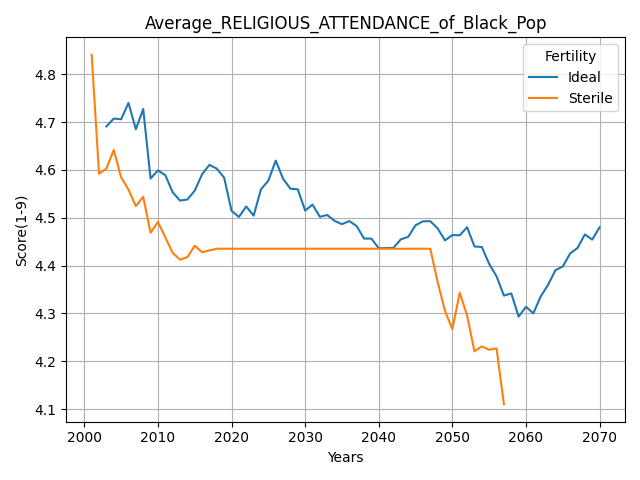 Average_RELIGIOUS_ATTENDANCE_of_Black_Pop
Fertility
Ideal
Sterile
Score(1-9)
4.8
4.7
4.6
4.5
4.4
4.3
4.2
4.1
2000 2010 2020 2030 2040 2050 2060 2070
Years